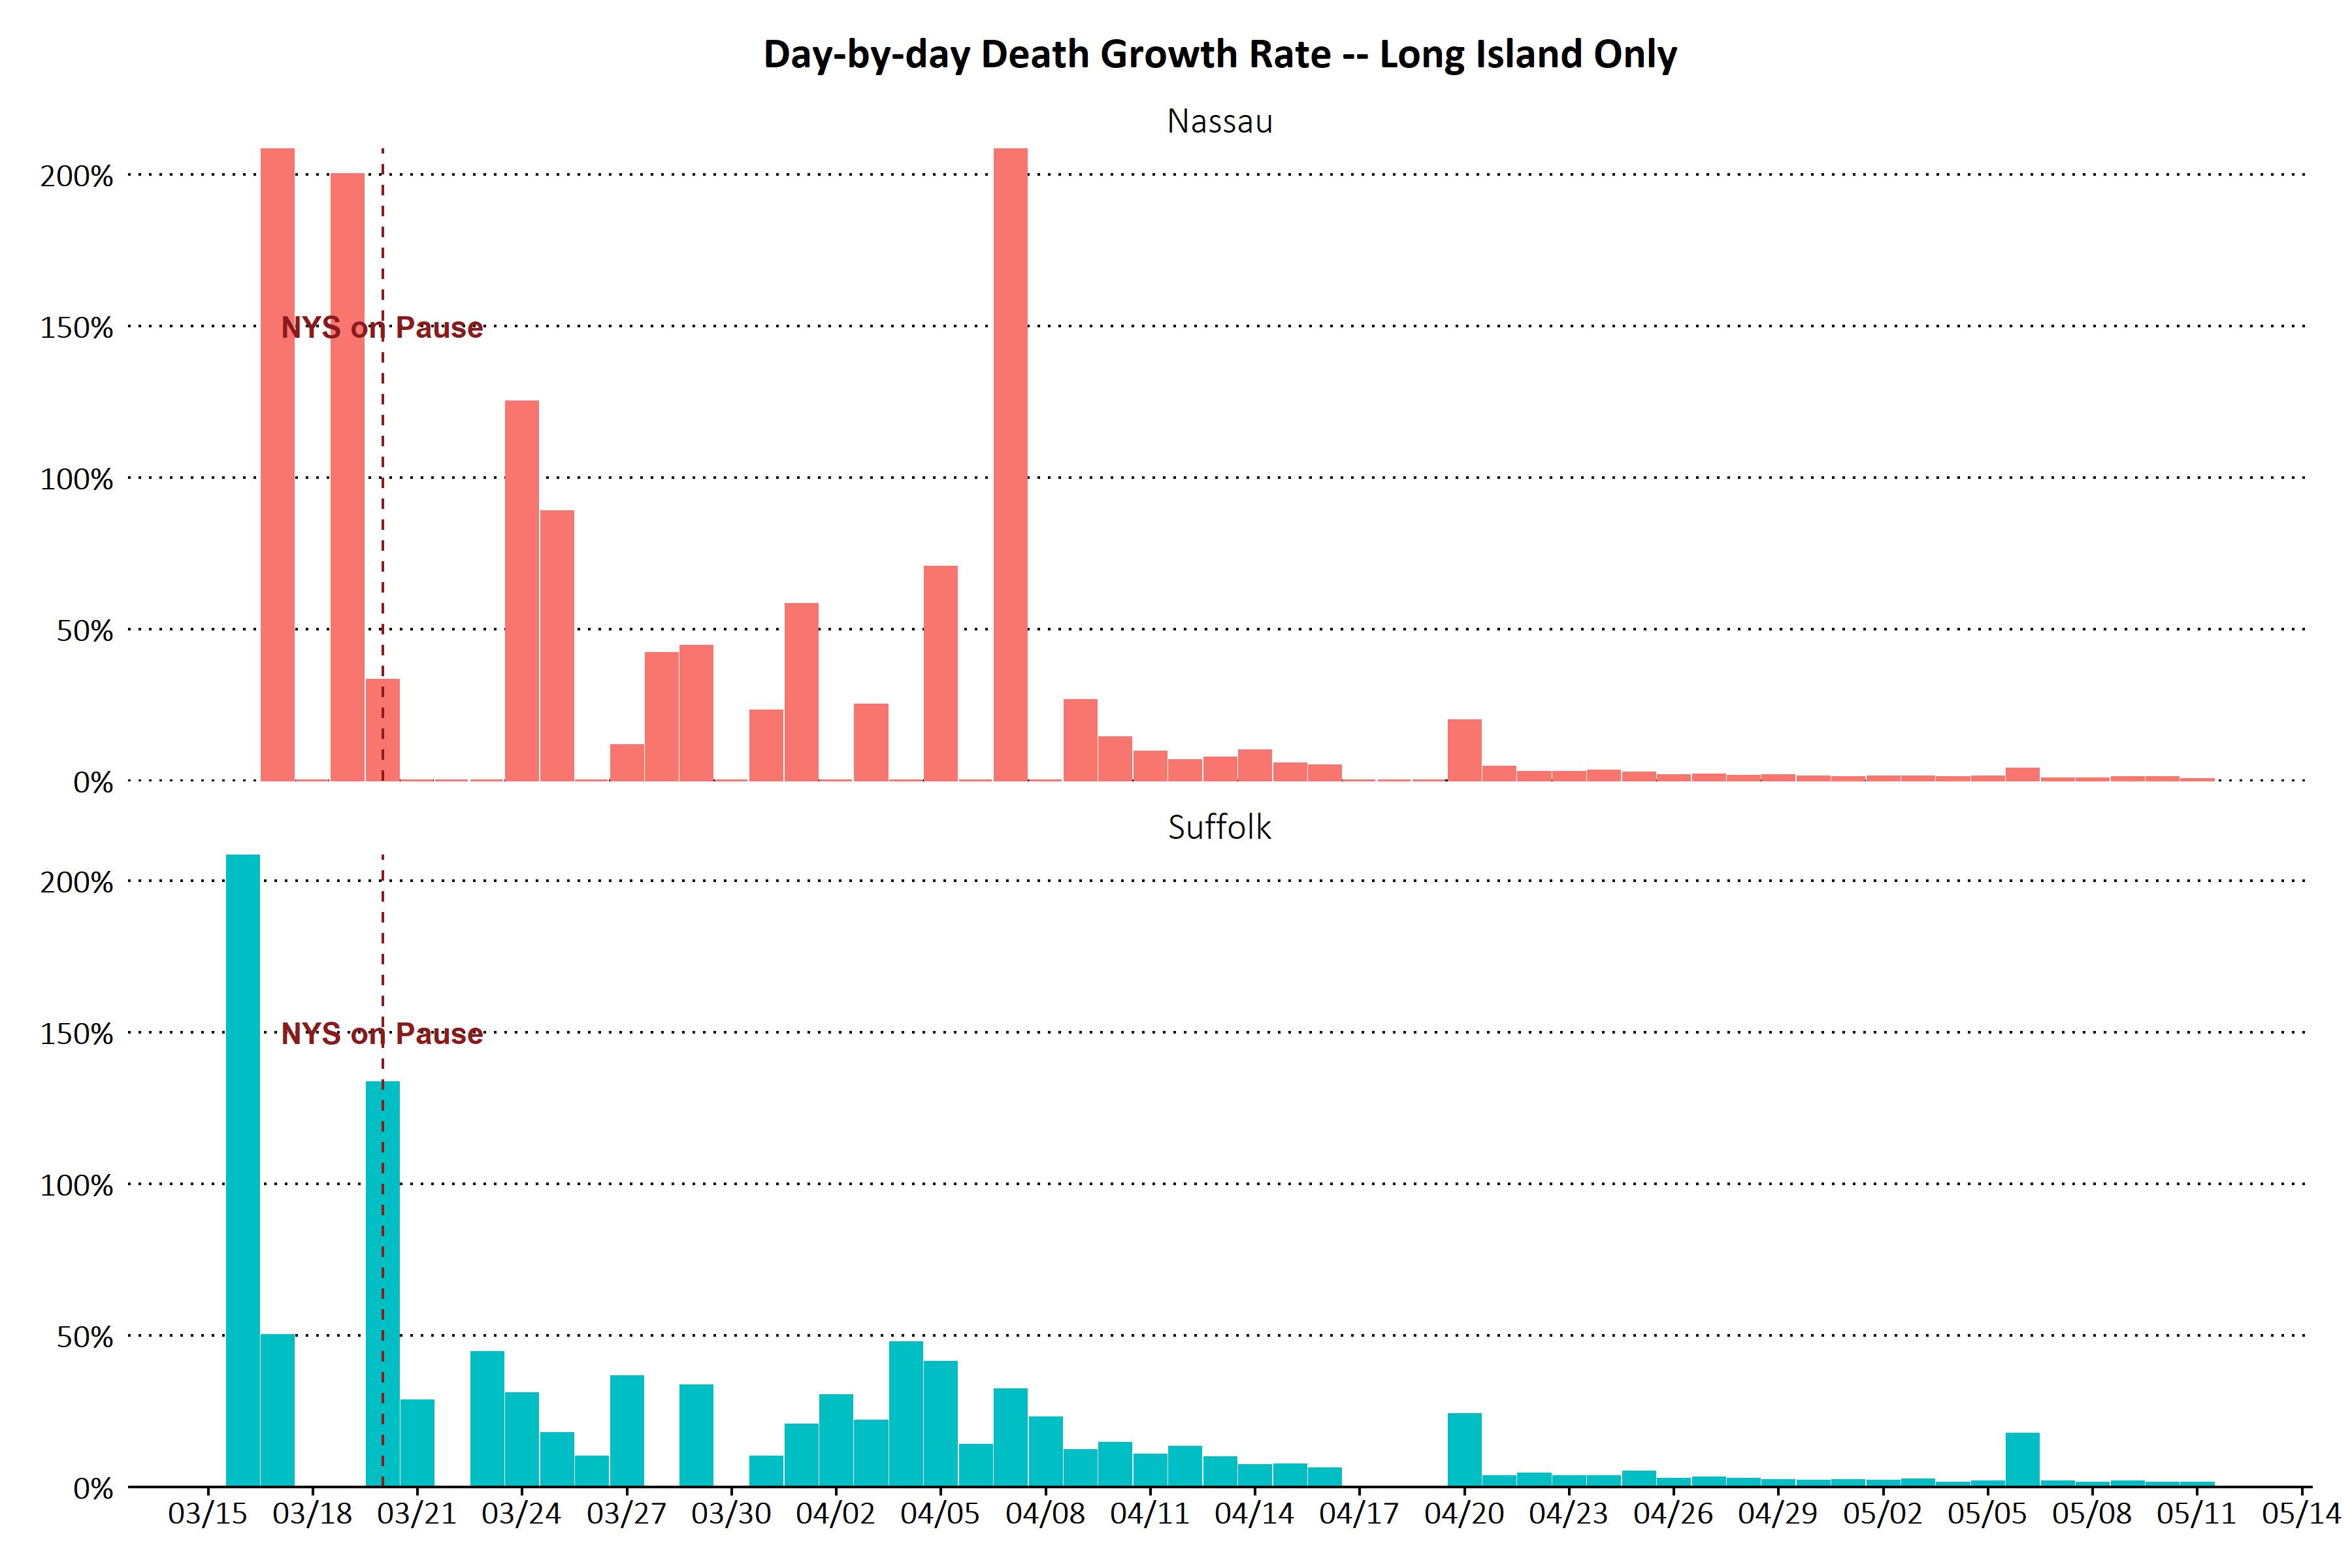 Day-by-day Death Growth Rate -- Long Island Only
Nassau
200%
150%
NYS on Pause
100%
50%
0%
Suffolk
200%
150%
NYS on Pause
100%
50%
0%
03/15 03/18 03/21 03/24 03/27 03/30 04/02 04/05 04/08 04/11 04/14 04/17 04/20 04/23 04/26 04/29 05/02 05/05 05/08 05/11 05/14